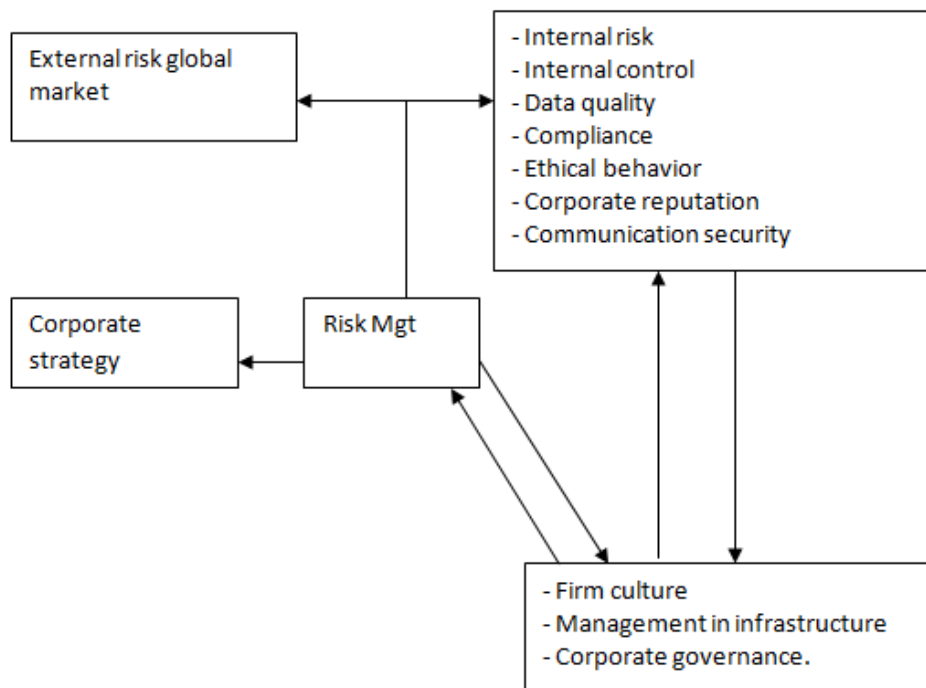 External risk global
market
- Internal risk
- Internal control
- Data quality
- Compliance
- Ethical behavior
- Corporate reputation
- Communication security
Corporate
strategy
Risk Mgt
- Firm culture
- Management in infrastructure
- Corporate governance.